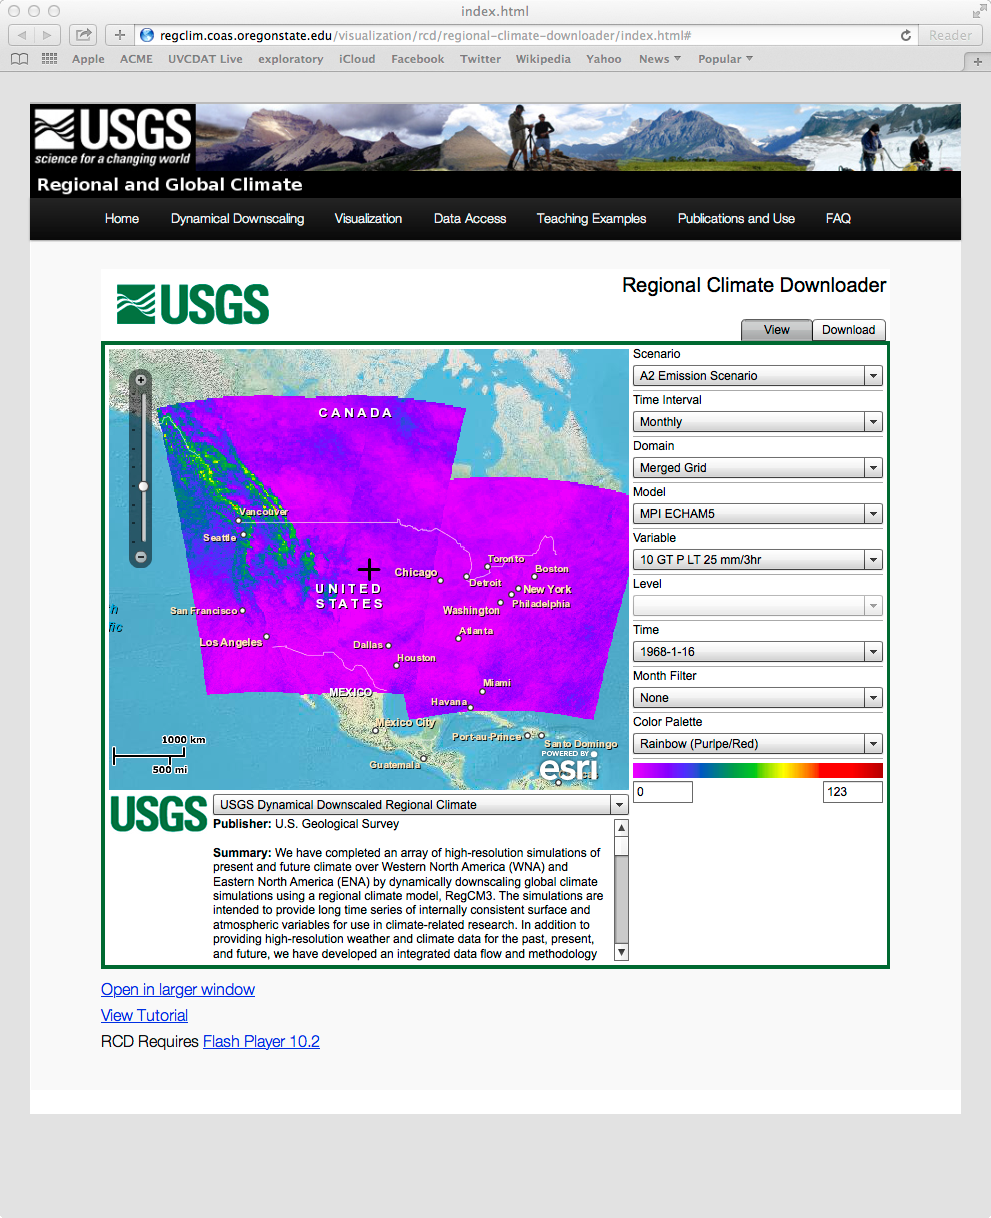 index.html
regclim.coas.oregonstate.edu/visualization/rcd/regional-climate-downloader/index.html#
Reader
Apple ACME UVCDAT Live exploratory iCloud Facebook Twitter Wikipedia Yahoo News Popular
USGS
science for a changing world
Regional and Global Climate
Home Dynamical Downscaling Visualization Data Access Teaching Examples Publications and Use FAQ
USGS
Regional Climate Downloader
View Download
CANADA
Vancouver
Seattle
Toronto
Boston
Chicago
Detroit
New York
UNITED
STATES
Philadelphia
Washington
San Francisco
Atlanta
Los Angeles
Dallas
Houston
Miami
MEXICO
Havana
México City
Port-au-Prince
Santo Domingo
Guatemala
1000 km
500 mi
POWERED BY
esri
Scenario
A2 Emission Scenario
Time Interval
Monthly
Domain
Merged Grid
Model
MPI ECHAM5
Variable
10 GT P LT 25 mm/3hr
Level
Time
1968-1-16
Month Filter
None
Color Palette
Rainbow (Purlpe/Red)
0 123
USGS
USGS Dynamical Downscaled Regional Climate
Publisher: U.S. Geological Survey
Summary: We have completed an array of high-resolution simulations of
present and future climate over Western North America (WNA) and
Eastern North America (ENA) by dynamically downscaling global climate
simulations using a regional climate model, RegCM3. The simulations are
intended to provide long time series of internally consistent surface and
atmospheric variables for use in climate-related research. In addition to
providing high-resolution weather and climate data for the past, present,
and future, we have developed an integrated data flow and methodology
Open in larger window
View Tutorial
RCD Requires Flash Player 10.2